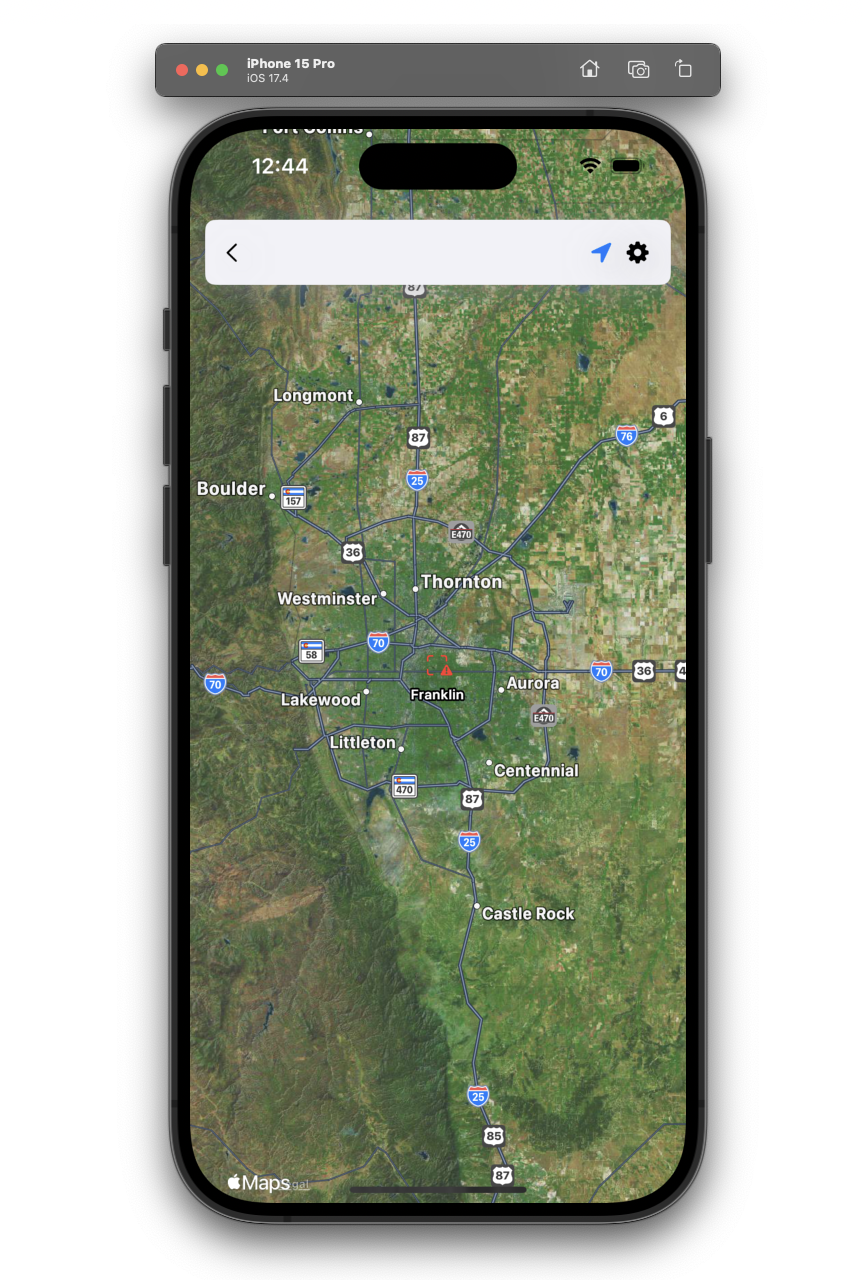 iPhone 15 Pro
iOS 17.4
Fort Collins
12:44
87
Longmont
6
76
87
25
Boulder
157
E470
36
Thornton
Westminster
70
58
70
36
4
70
Aurora
Franklin
Lakewood
E470
Littleton
Centennial
470
87
25
Castle Rock
25
85
87
Maps
gal